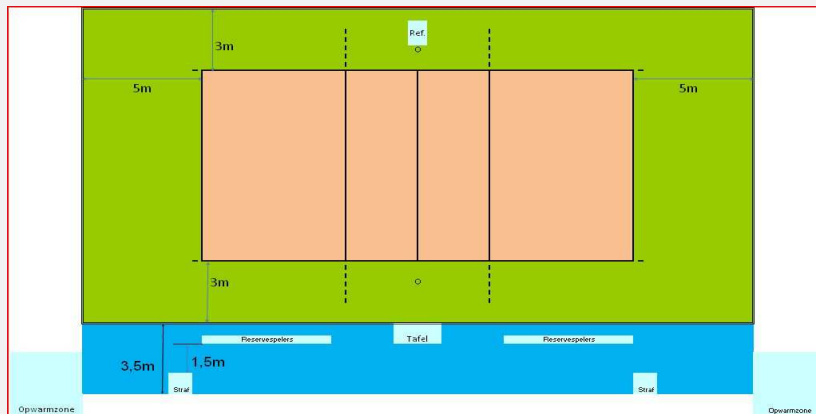 Ref.
3m
5m
5m
3m
Reservespelers
Tafel
Reservespelers
3,5m
1,5m
Straf
Straf
Opwarmzone
Opwarmzone